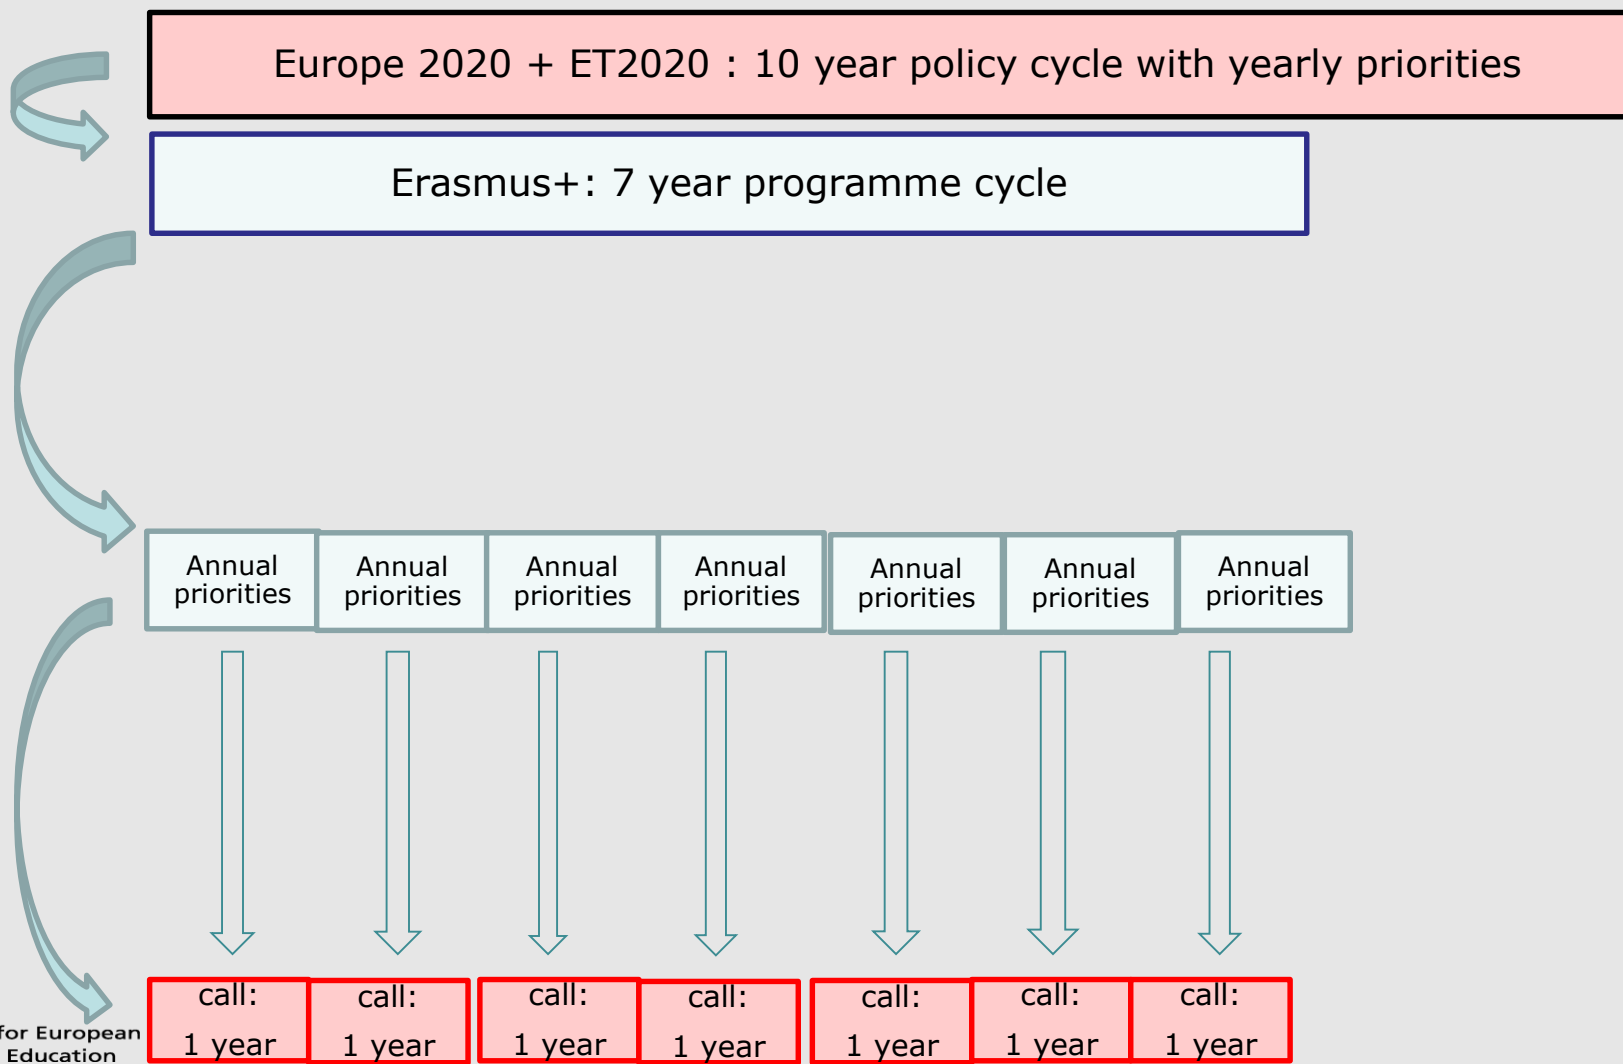 Europe 2020 + ET2020 : 10 year policy cycle with yearly priorities
Erasmus+: 7 year programme cycle
Annual
priorities
Annual
priorities
Annual
priorities
Annual
priorities
Annual
priorities
Annual
priorities
Annual
priorities
call:
1 year
call:
1 year
call:
1 year
call:
1 year
call:
1 year
call:
1 year
call:
1 year
for European
Education